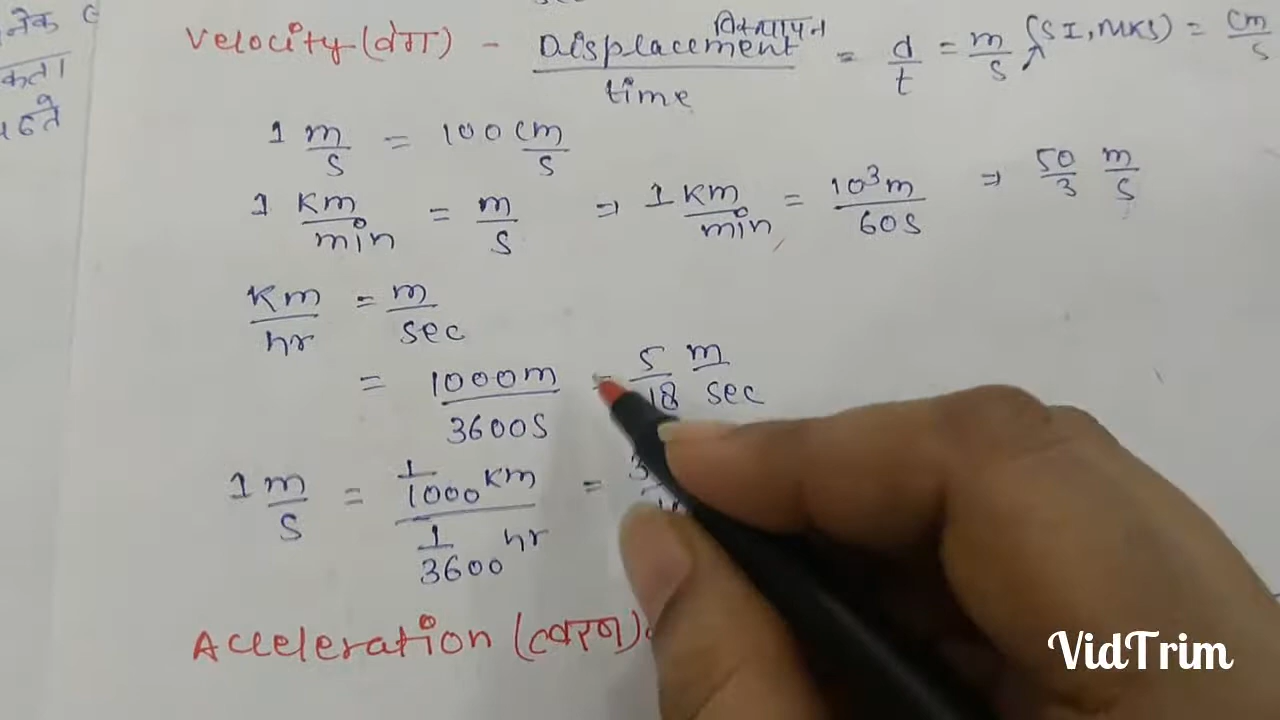 Velocity (वेग) - Displacement विस्थापन / time = d/t = m/s (SI, MKS) = cm/s
1 m/s = 100 cm/s
1 Km/min = m/s ⇒ 1 Km/min = 10³m/60s ⇒ 50/3 m/s
Km/hr = m/sec
= 1000m/3600s = 5/18 m/sec
1 m/s = 1/1000 Km / 1/3600 hr =
Acceleration (त्वरण)
VidTrim